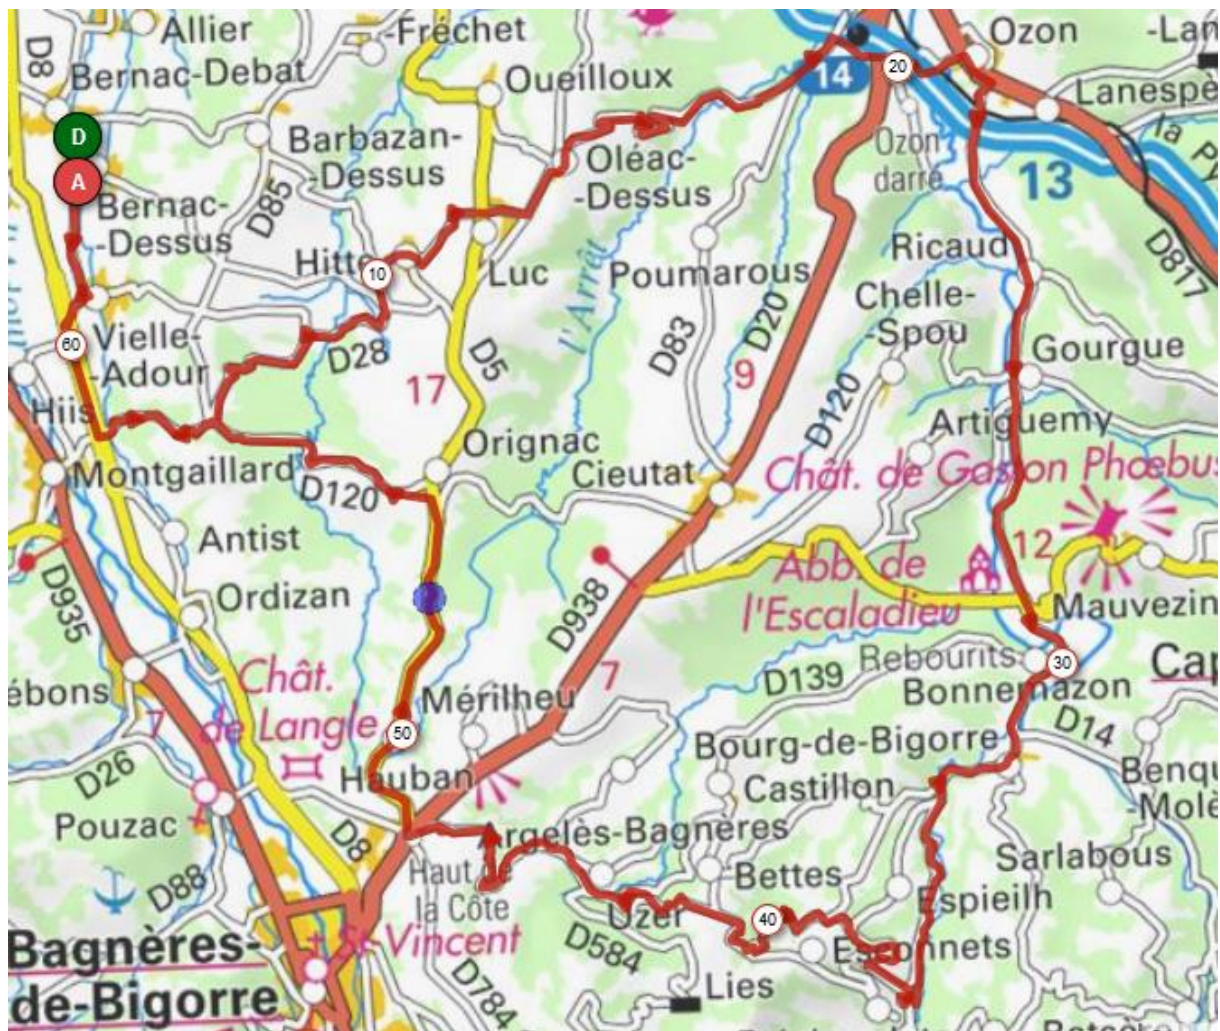 Allier
-Fréchet
Ozon
-Lan
D8
Bernac-Debat
Oueilloux
14
20
Lanespe
D
Barbazan-
-Dessus
Ozon
darré
la Pl
A
Oléac-
-Dessus
13
Bernac-
-Dessus
D85
Hitte
10
Luc
l'Arrêt
Poumarous
Ricaud
D817
Chelle-
-Spou
60
Vielle-
-Adour
D28
D5
D83
D20
Gourgue
17
9
D120
Hiis
Orignac
Artiguemy
Montgaillard
D120
Cieutat
Chât. de Gaston Phœbus
Antist
12
D935
Ordizan
D938
Abb. de
l'Escaladieu
Mauvezin
Rebourits
30
Cap
ébons
Chât.
de Langle
Mérilheu
7
D139
Bonnemazon
7
50
D14
D26
Bourg-de-Bigorre
Hauban
Castillon
Benqu
-Molè
Pouzac
D8
Argelès-Bagnères
Sarlabous
D88
Haut de
la Côte
Bettes
Espieilh
Uzer
40
Bagnères-
de-Bigorre
St-Vincent
D584
Esconnets
D784
Lies